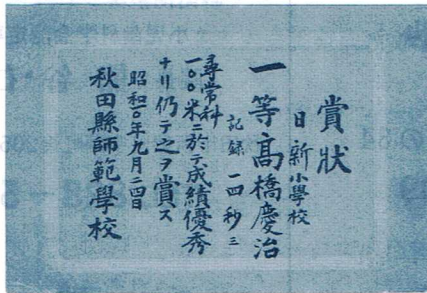 賞狀
日新小學校
一等高橋慶治
記録 一四秒三
尋常科
一〇〇米ニ於テ成績優秀
ナリ仍テ之ヲ賞ス
昭和一〇年九月二四日
秋田縣師範學校